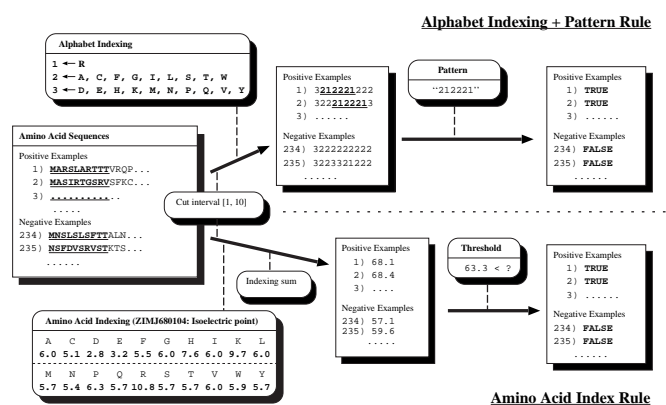 Alphabet Indexing + Pattern Rule
Alphabet Indexing
1 ← R
2 ← A, C, F, G, I, L, S, T, W
3 ← D, E, H, K, M, N, P, Q, V, Y
Positive Examples
1) 3212221222
2) 3222122213
3) ......
Negative Examples
234) 3222222222
235) 3223321222
......
Pattern
"212221"
Positive Examples
1) TRUE
2) TRUE
3) ......
Negative Examples
234) FALSE
235) FALSE
......
Amino Acid Sequences
Positive Examples
1) MARSLARTTTVRQP...
2) MASIRTGSRVSFKC...
3) ..........
.....
Negative Examples
234) MNSLSLSFTTALN...
235) NSFDVSRVSTKTS...
......
Cut interval [1, 10]
Indexing sum
Positive Examples
1) 68.1
2) 68.4
3) ....
Negative Examples
234) 57.1
235) 59.6
.....
Threshold
63.3 < ?
Positive Examples
1) TRUE
2) TRUE
3) ......
Negative Examples
234) FALSE
235) FALSE
......
Amino Acid Indexing (ZIMJ680104: Isoelectric point)
A C D E F G H I K L
6.0 5.1 2.8 3.2 5.5 6.0 7.6 6.0 9.7 6.0
M N P Q R S T V W Y
5.7 5.4 6.3 5.7 10.8 5.7 5.7 6.0 5.9 5.7
Amino Acid Index Rule